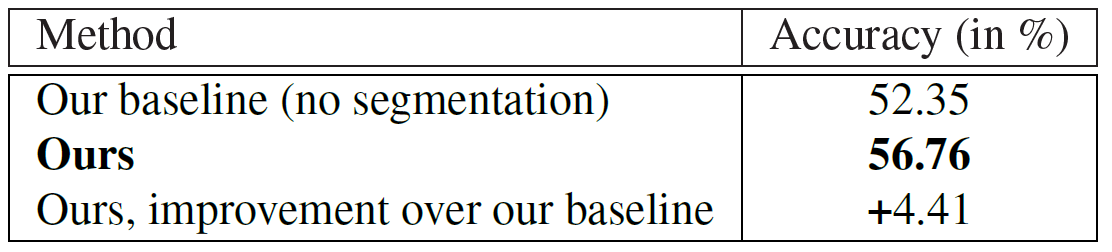 Method Accuracy (in %)
Our baseline (no segmentation) 52.35
Ours 56.76
Ours, improvement over our baseline +4.41